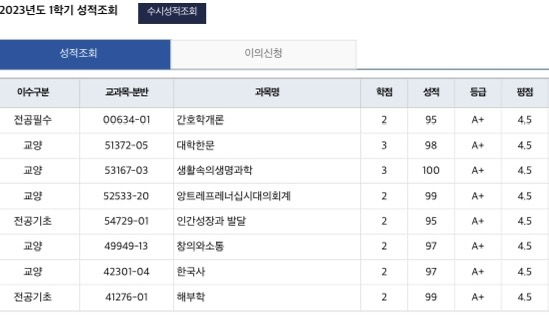 2023년도 1학기 성적조회 수시성적조회
성적조회 이의신청
이수구분 교과목-분반 과목명 학점 성적 등급 평점
전공필수 00634-01 간호학개론 2 95 A+ 4.5
교양 51372-05 대학한문 3 98 A+ 4.5
교양 53167-03 생활속의생명과학 3 100 A+ 4.5
교양 52533-20 앙트레프레너십시대의회계 2 99 A+ 4.5
전공기초 54729-01 인간성장과 발달 2 95 A+ 4.5
교양 49949-13 창의와소통 2 97 A+ 4.5
교양 42301-04 한국사 2 97 A+ 4.5
전공기초 41276-01 해부학 2 99 A+ 4.5